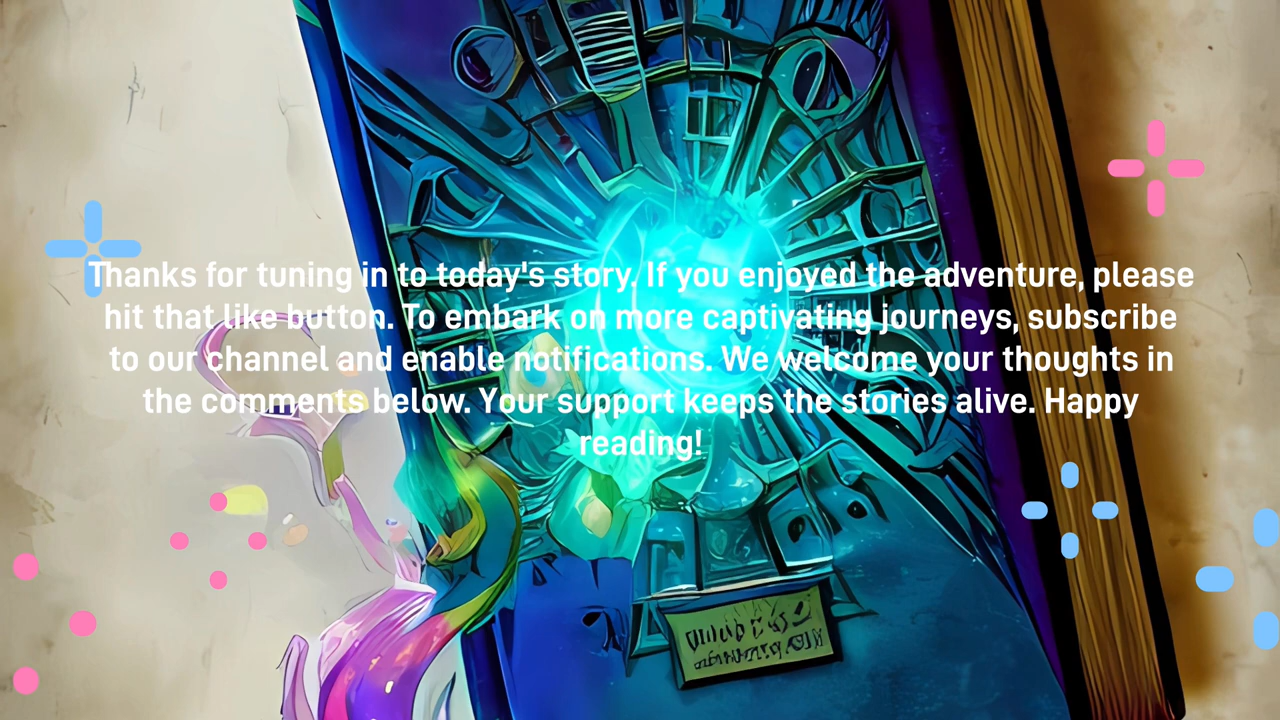 Thanks for tuning in to today's story. If you enjoyed the adventure, please
hit that like button. To embark on more captivating journeys, subscribe
to our channel and enable notifications. We welcome your thoughts in
the comments below. Your support keeps the stories alive. Happy
reading!